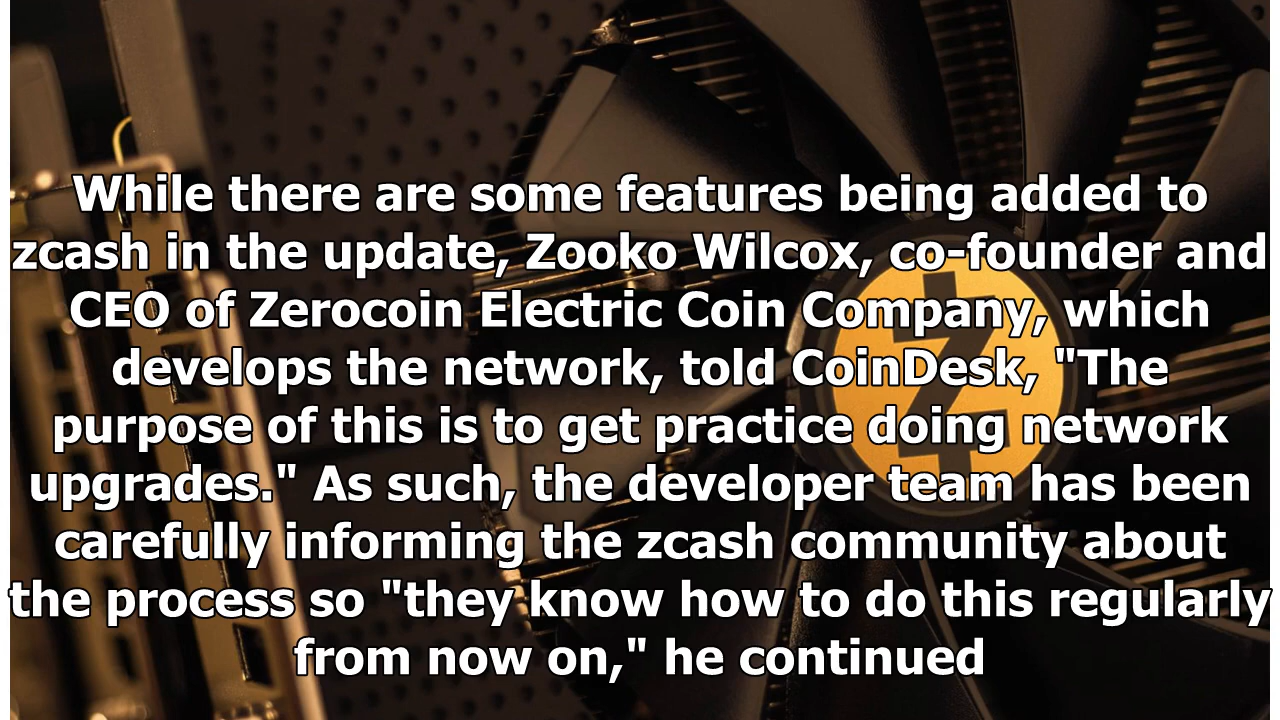 While there are some features being added to
zcash in the update, Zooko Wilcox, co-founder and
CEO of Zerocoin Electric Coin Company, which
develops the network, told CoinDesk, "The
purpose of this is to get practice doing network
upgrades." As such, the developer team has been
carefully informing the zcash community about
the process so "they know how to do this regularly
from now on," he continued